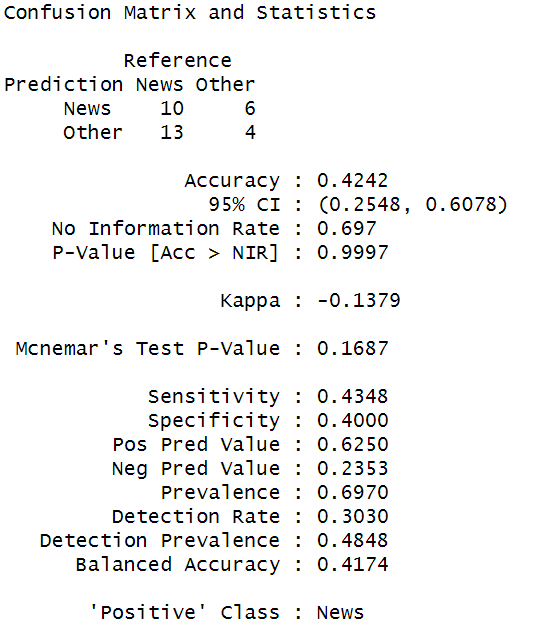 Confusion Matrix and Statistics
Reference
Prediction News Other
News 10 6
Other 13 4
Accuracy : 0.4242
95% CI : (0.2548, 0.6078)
No Information Rate : 0.697
P-Value [Acc > NIR] : 0.9997
Kappa : -0.1379
Mcnemar's Test P-Value : 0.1687
Sensitivity : 0.4348
Specificity : 0.4000
Pos Pred Value : 0.6250
Neg Pred Value : 0.2353
Prevalence : 0.6970
Detection Rate : 0.3030
Detection Prevalence : 0.4848
Balanced Accuracy : 0.4174
'Positive' Class : News